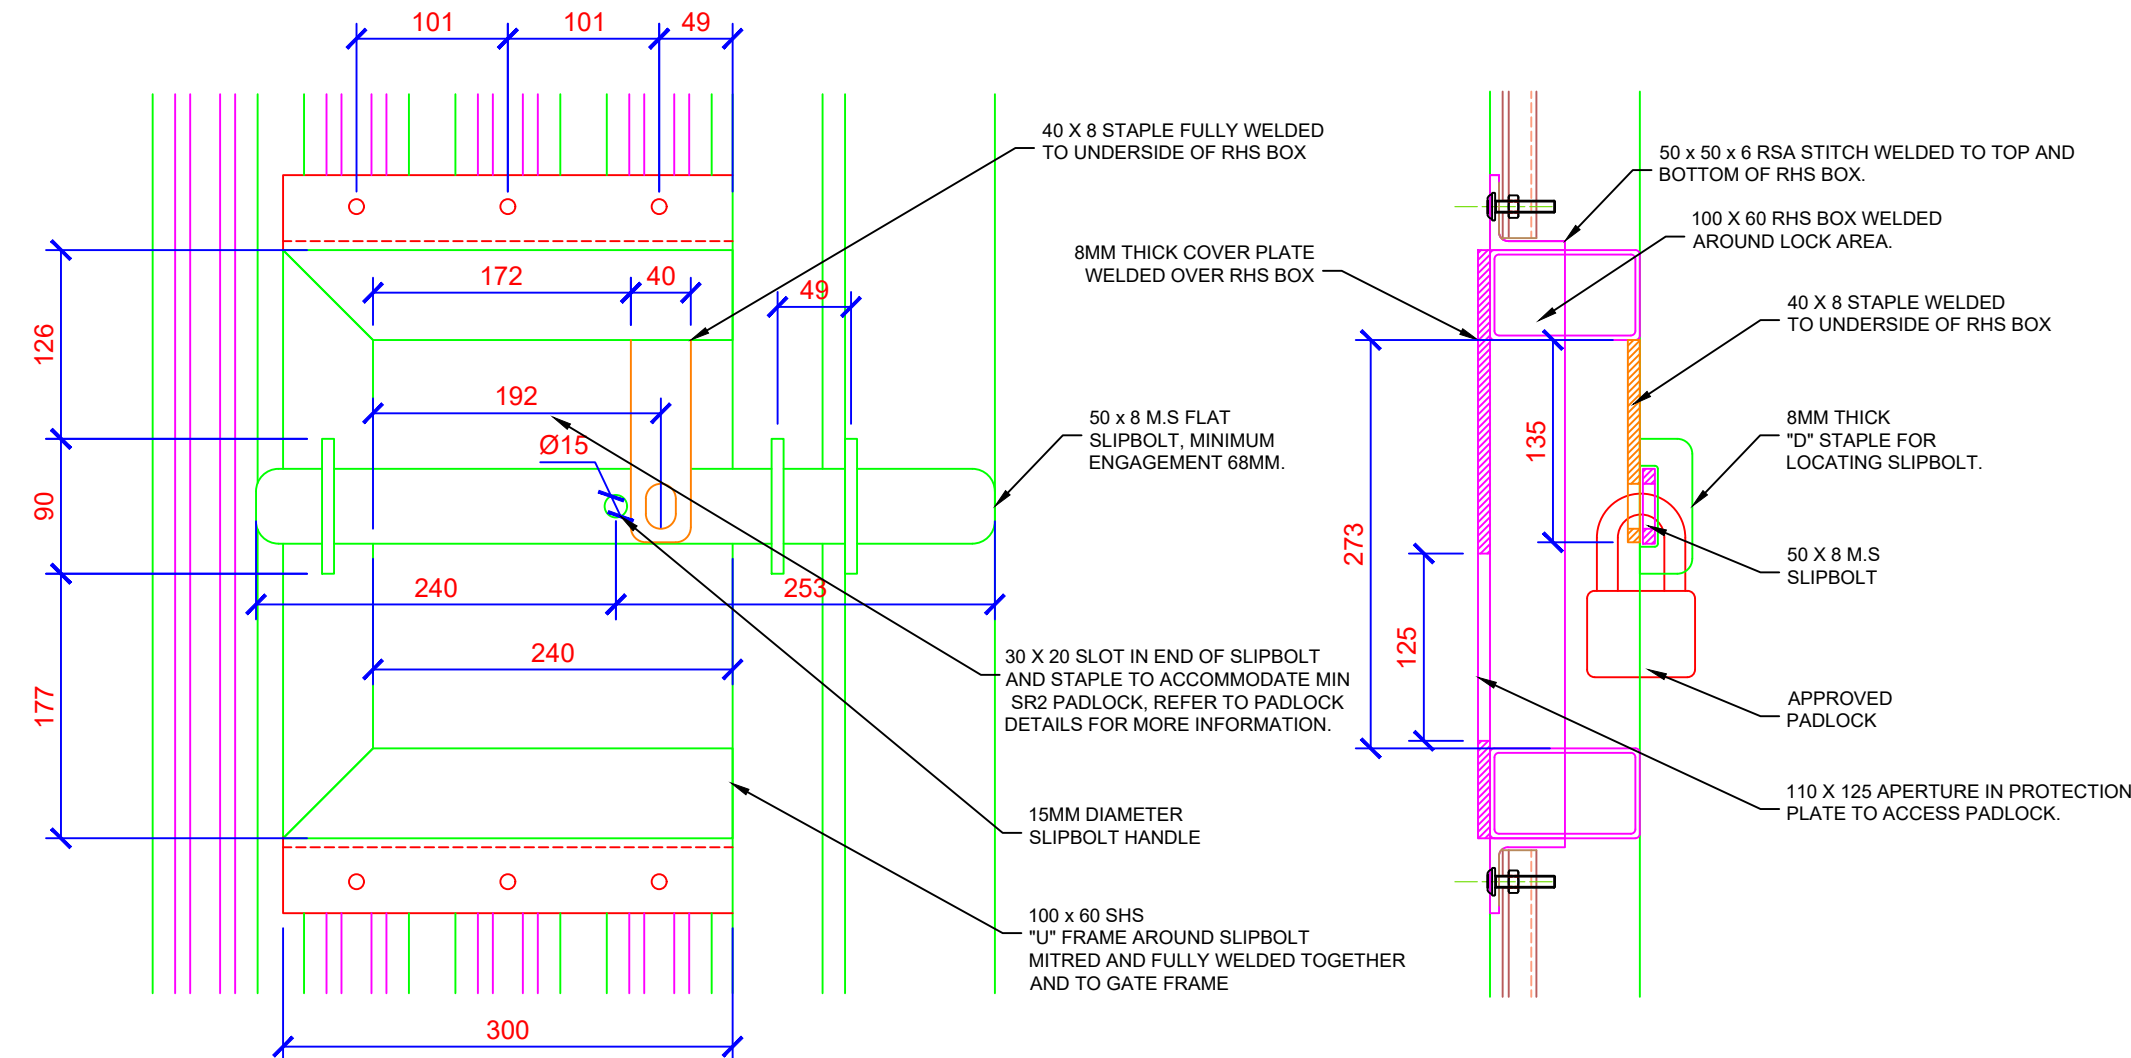 101
101
49
40 X 8 STAPLE FULLY WELDED
TO UNDERSIDE OF RHS BOX
172
40
49
126
192
Ø15
90
240
253
240
177
300
50 x 8 M.S FLAT
SLIPBOLT, MINIMUM
ENGAGEMENT 68MM.
30 X 20 SLOT IN END OF SLIPBOLT
AND STAPLE TO ACCOMMODATE MIN
SR2 PADLOCK, REFER TO PADLOCK
DETAILS FOR MORE INFORMATION.
15MM DIAMETER
SLIPBOLT HANDLE
100 x 60 SHS
"U" FRAME AROUND SLIPBOLT
MITRED AND FULLY WELDED TOGETHER
AND TO GATE FRAME
8MM THICK COVER PLATE
WELDED OVER RHS BOX
50 x 50 x 6 RSA STITCH WELDED TO TOP AND
BOTTOM OF RHS BOX.
100 X 60 RHS BOX WELDED
AROUND LOCK AREA.
40 X 8 STAPLE WELDED
TO UNDERSIDE OF RHS BOX
135
273
125
8MM THICK
"D" STAPLE FOR
LOCATING SLIPBOLT.
50 X 8 M.S
SLIPBOLT
APPROVED
PADLOCK
110 X 125 APERTURE IN PROTECTION
PLATE TO ACCESS PADLOCK.